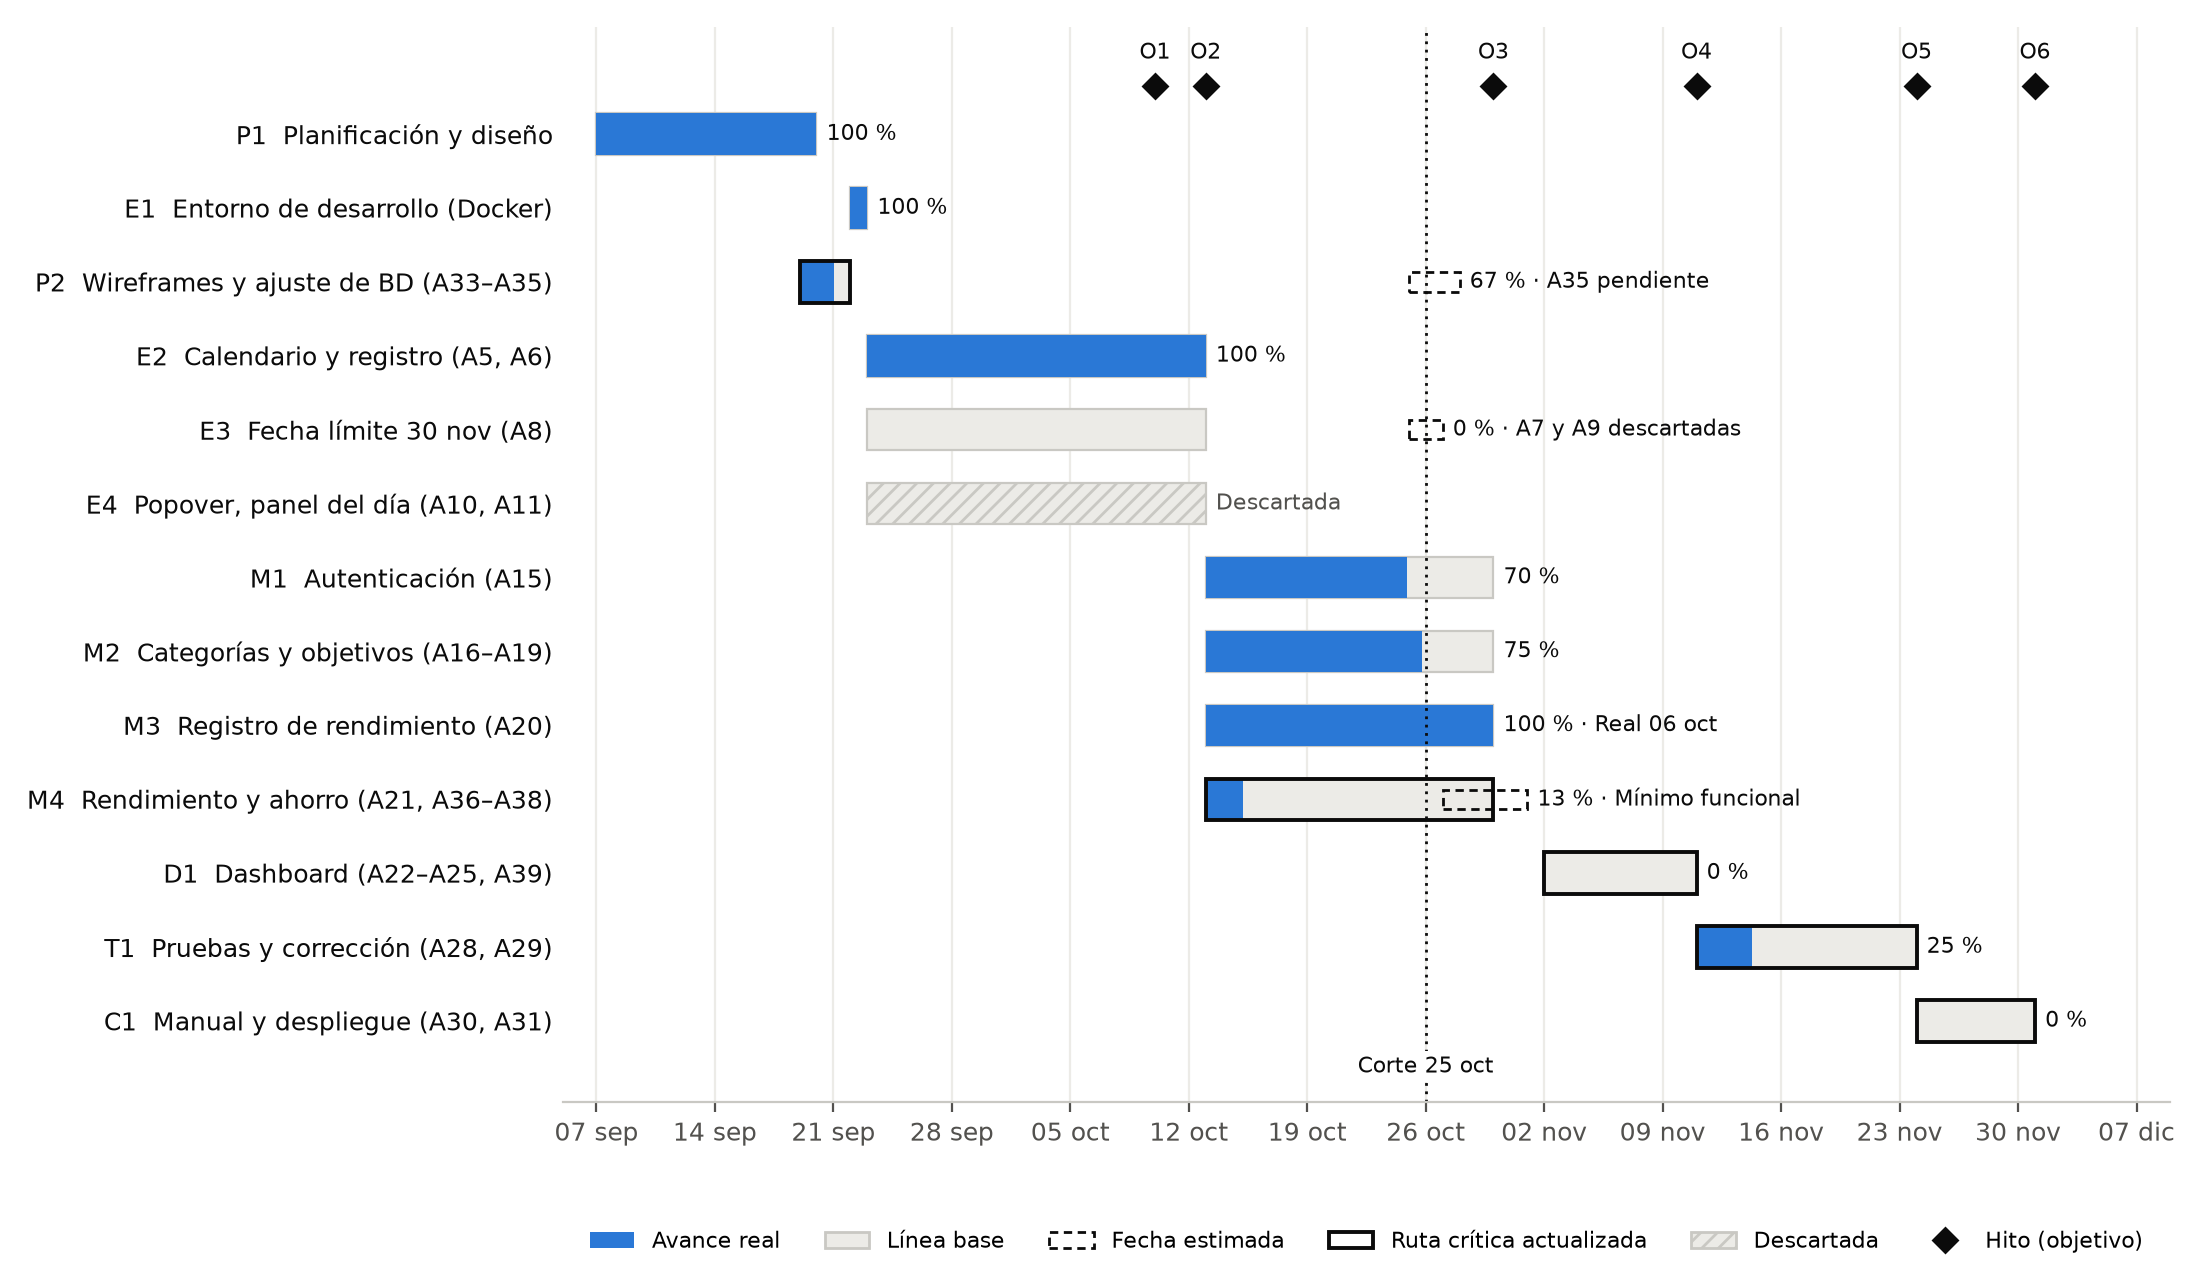 O1 O2 O3 O4 O5 O6
P1 Planificación y diseño 100 %
E1 Entorno de desarrollo (Docker) 100 %
P2 Wireframes y ajuste de BD (A33–A35) 67 % · A35 pendiente
E2 Calendario y registro (A5, A6) 100 %
E3 Fecha límite 30 nov (A8) 0 % · A7 y A9 descartadas
E4 Popover, panel del día (A10, A11) Descartada
M1 Autenticación (A15) 70 %
M2 Categorías y objetivos (A16–A19) 75 %
M3 Registro de rendimiento (A20) 100 % · Real 06 oct
M4 Rendimiento y ahorro (A21, A36–A38) 13 % · Mínimo funcional
D1 Dashboard (A22–A25, A39) 0 %
T1 Pruebas y corrección (A28, A29) 25 %
C1 Manual y despliegue (A30, A31) 0 %
Corte 25 oct
07 sep 14 sep 21 sep 28 sep 05 oct 12 oct 19 oct 26 oct 02 nov 09 nov 16 nov 23 nov 30 nov 07 dic
Avance real Línea base Fecha estimada Ruta crítica actualizada Descartada Hito (objetivo)